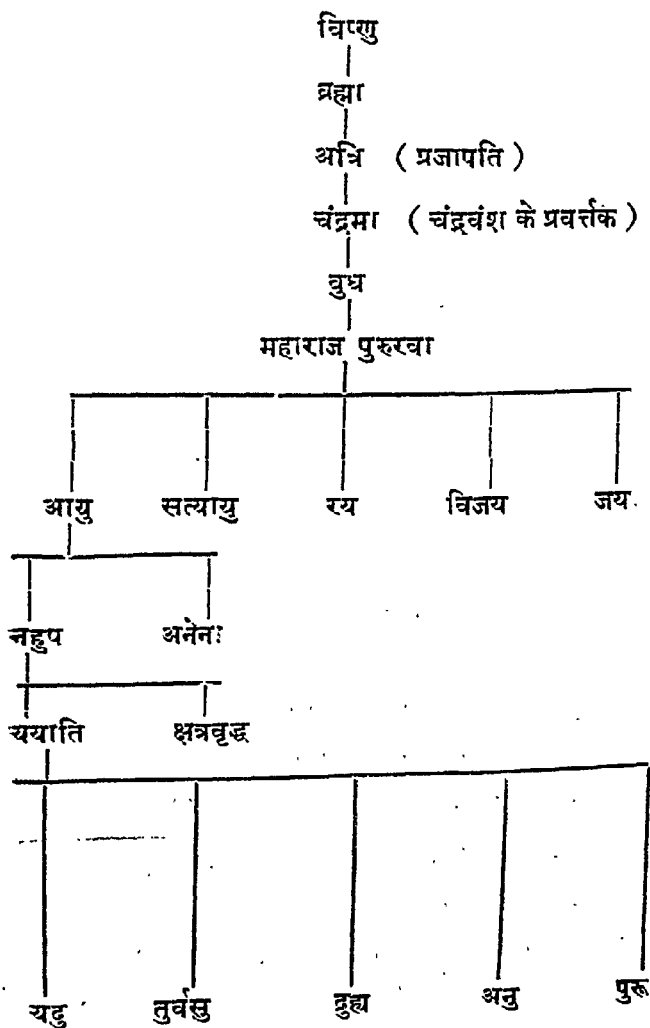 विष्णु
ब्रह्मा
अत्रि ( प्रजापति )
चंद्रमा ( चंद्रवंश के प्रवर्त्तक )
वुध
महाराज पुरुरवा
आयु सत्यायु रय विजय जय
नहुप अनेनः
ययाति क्षत्रवृद्ध
यदु तुर्वसु द्रुह्य अनु पुरू